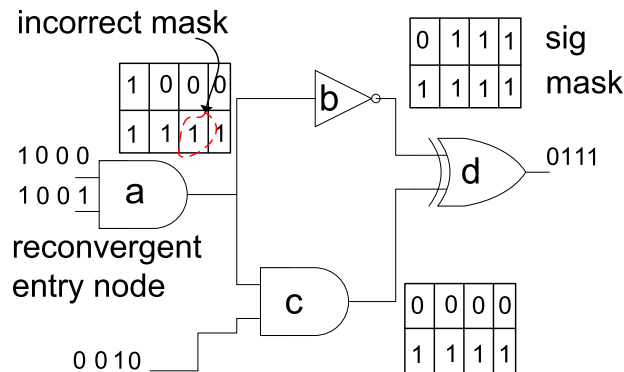 incorrect mask
0 1 1 1 sig
1 1 1 1 mask
1 0 0 0
1 1 1 1
b
1 0 0 0
1 0 0 1
a
d
0111
reconvergent
entry node
c
0 0 0 0
1 1 1 1
0 0 1 0